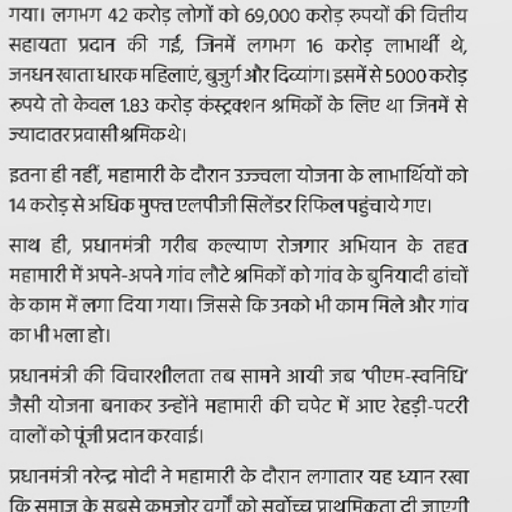 गया। लगभग 42 करोड़ लोगों को 69,000 करोड़ रुपयों की वित्तीय
सहायता प्रदान की गई, जिनमें लगभग 16 करोड़ लाभार्थी थे,
जनधन खाता धारक महिलाएं, बुजुर्ग और दिव्यांग। इसमें से 5000 करोड़
रूपये तो केवल 1.83 करोड़ कंस्ट्रक्शन श्रमिकों के लिए था जिनमें से
ज्यादातर प्रवासी श्रमिक थे।
इतना ही नहीं, महामारी के दौरान उज्ज्वला योजना के लाभार्थियों को
14 करोड़ से अधिक मुफ्त एलपीजी सिलेंडर रिफिल पहुंचाये गए।
साथ ही, प्रधानमंत्री गरीब कल्याण रोजगार अभियान के तहत
महामारी में अपने-अपने गांव लौटे श्रमिकों को गांव के बुनियादी ढांचों
के काम में लगा दिया गया। जिससे कि उनको भी काम मिले और गांव
का भी भला हो।
प्रधानमंत्री की विचारशीलता तब सामने आयी जब 'पीएम-स्वनिधि'
जैसी योजना बनाकर उन्होंने महामारी की चपेट में आए रेहड़ी-पटरी
वालों को पूंजी प्रदान करवाई।
प्रधानमंत्री नरेन्द्र मोदी ने महामारी के दौरान लगातार यह ध्यान रखा
कि समाज के सबसे कमजोर वर्गों को सर्वोच्च प्राथमिकता दी जाएगी